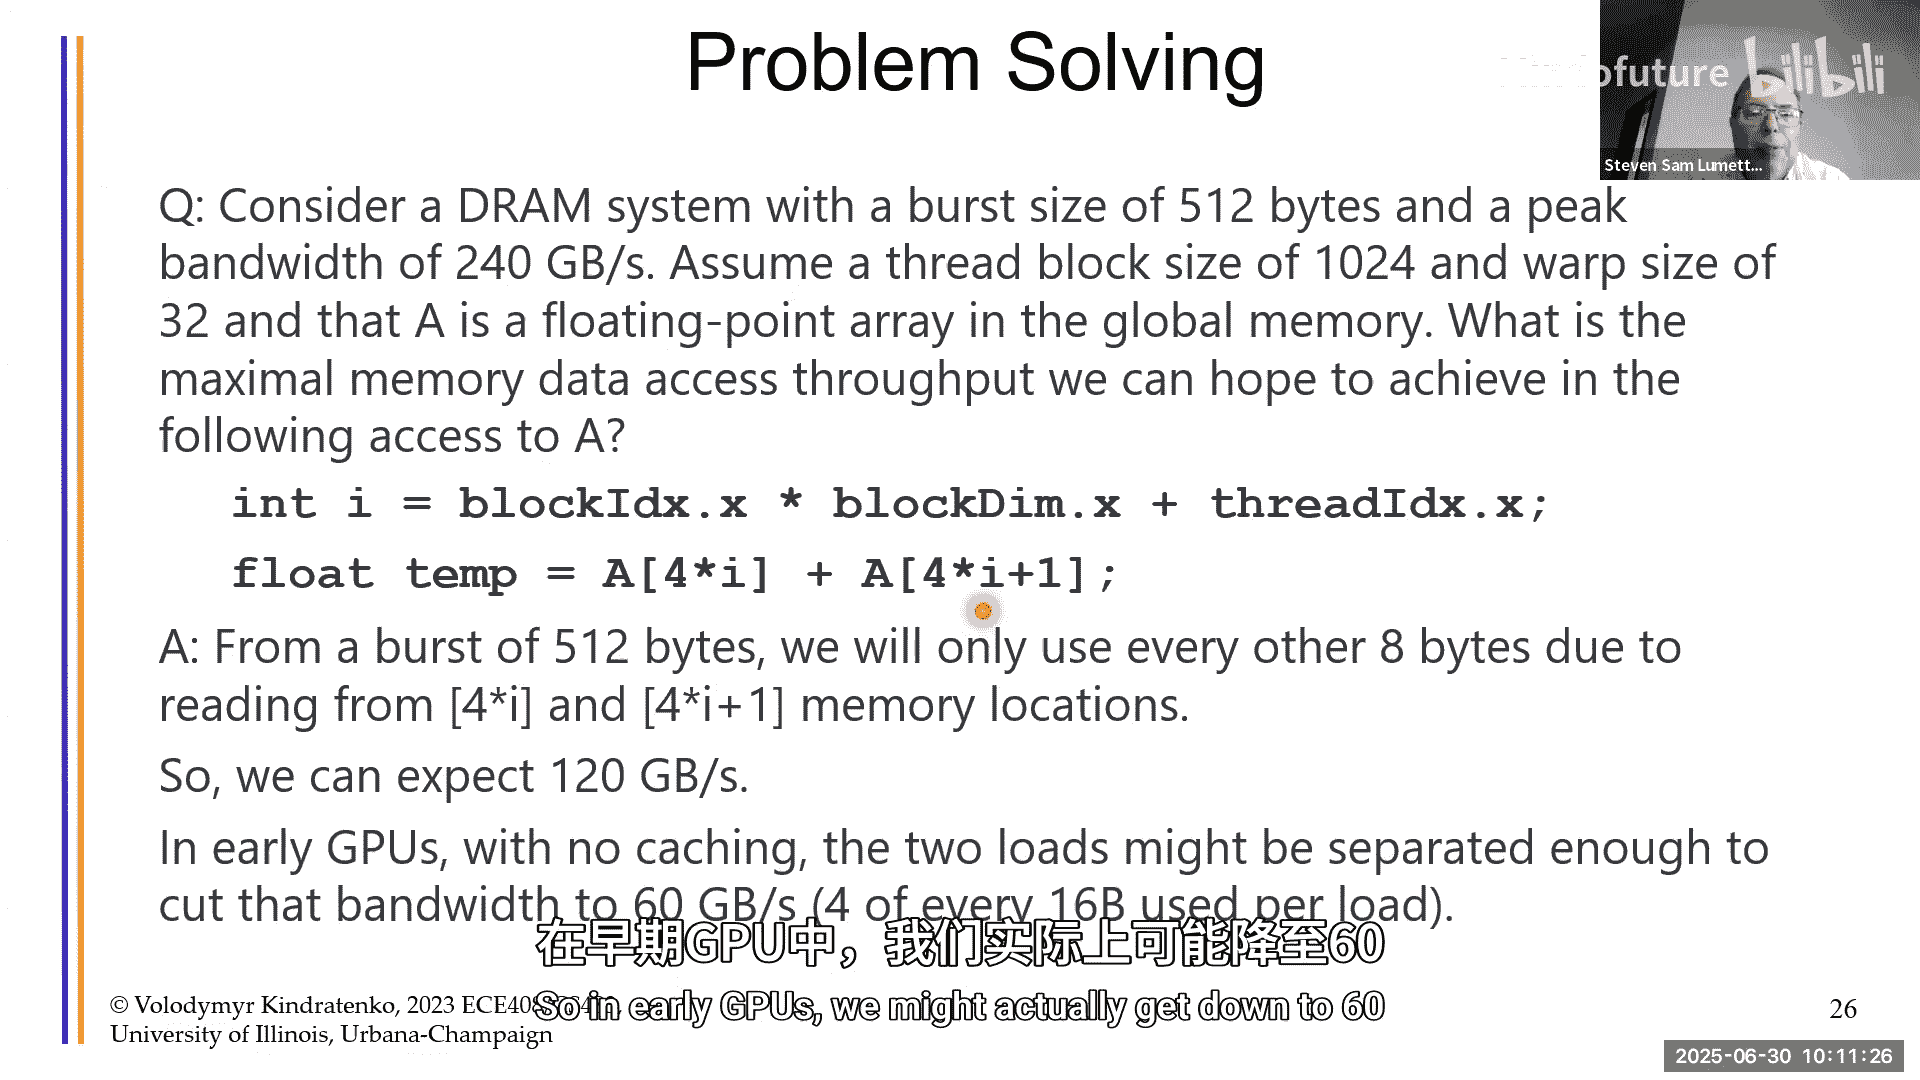 Problem Solving
ofuture bilibili
Steven Sam Lumett...
Q: Consider a DRAM system with a burst size of 512 bytes and a peak
bandwidth of 240 GB/s. Assume a thread block size of 1024 and warp size of
32 and that A is a floating-point array in the global memory. What is the
maximal memory data access throughput we can hope to achieve in the
following access to A?
int i = blockIdx.x * blockDim.x + threadIdx.x;
float temp = A[4*i] + A[4*i+1];
A: From a burst of 512 bytes, we will only use every other 8 bytes due to
reading from [4*i] and [4*i+1] memory locations.
So, we can expect 120 GB/s.
In early GPUs, with no caching, the two loads might be separated enough to
cut that bandwidth to 60 GB/s (4 of every 16B used per load).
在早期GPU中，我们实际上可能降至60
So in early GPUs, we might actually get down to 60
© Volodymyr Kindratenko, 2023 ECE408
University of Illinois, Urbana-Champaign
26
2025-06-30 10:11:26